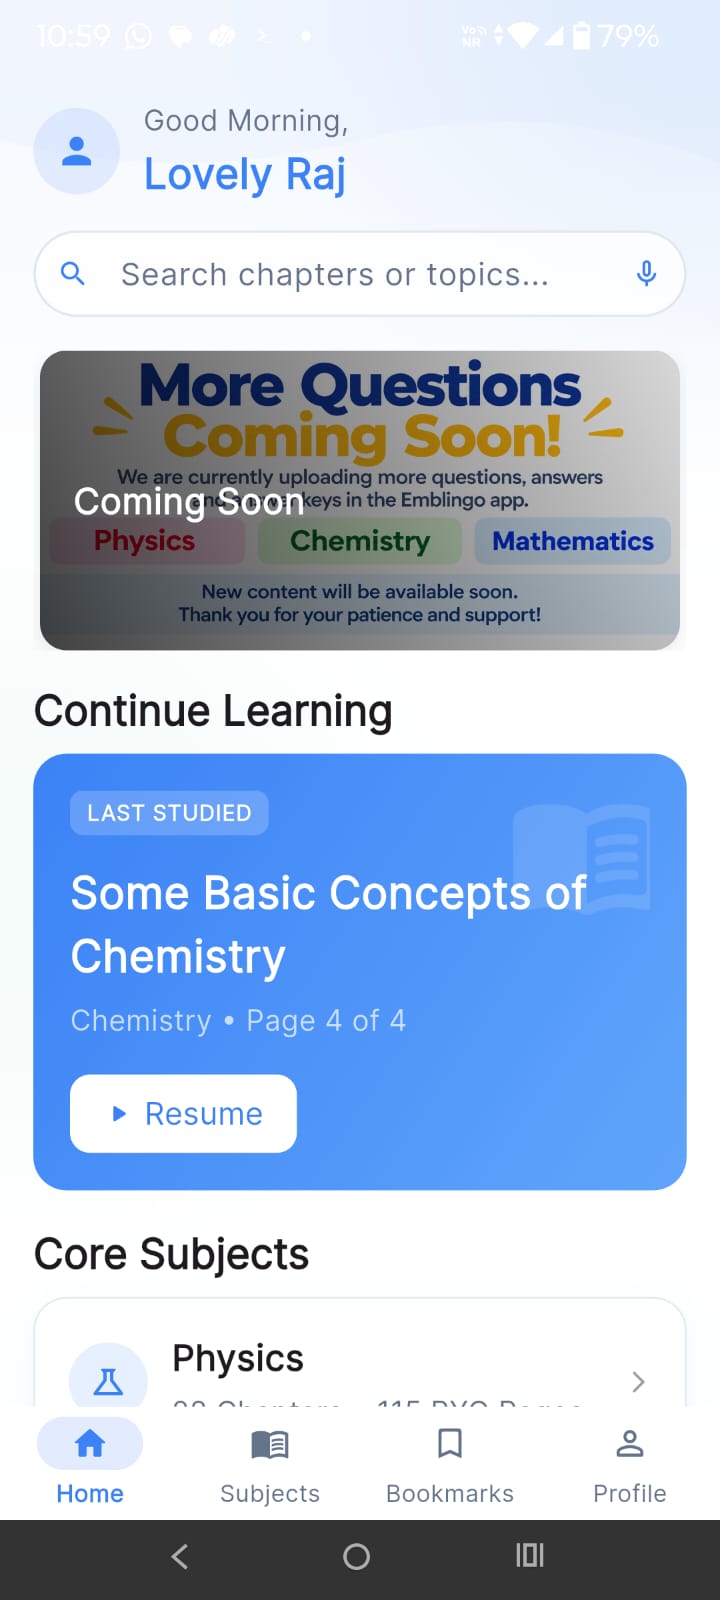 10:59
Vo
NR
79%
Good Morning,
Lovely Raj
Search chapters or topics...
More Questions
Coming Soon!
We are currently uploading more questions, answers
keys in the Emblingo app.
Coming Soon
Physics Chemistry Mathematics
New content will be available soon.
Thank you for your patience and support!
Continue Learning
LAST STUDIED
Some Basic Concepts of
Chemistry
Chemistry • Page 4 of 4
Resume
Core Subjects
Physics
Home Subjects Bookmarks Profile